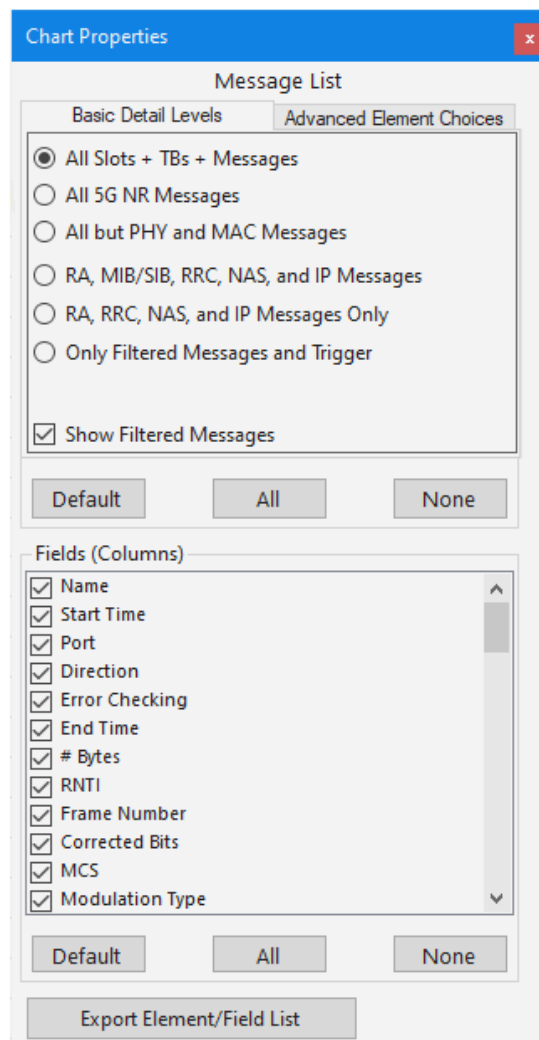 Chart Properties
x
Message List
Basic Detail Levels
Advanced Element Choices
All Slots + TBs + Messages
All 5G NR Messages
All but PHY and MAC Messages
RA, MIB/SIB, RRC, NAS, and IP Messages
RA, RRC, NAS, and IP Messages Only
Only Filtered Messages and Trigger
Show Filtered Messages
Default All None
Fields (Columns)
Name
Start Time
Port
Direction
Error Checking
End Time
# Bytes
RNTI
Frame Number
Corrected Bits
MCS
Modulation Type
Default All None
Export Element/Field List